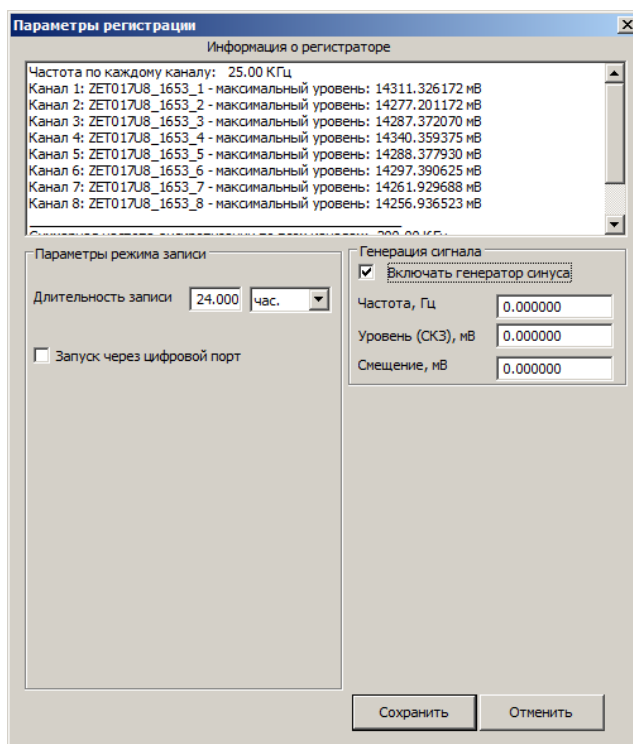 Параметры регистрации
Информация о регистраторе
Частота по каждому каналу: 25.00 КГц
Канал 1: ZET017U8_1653_1 - максимальный уровень: 14311.326172 мВ
Канал 2: ZET017U8_1653_2 - максимальный уровень: 14277.201172 мВ
Канал 3: ZET017U8_1653_3 - максимальный уровень: 14287.372070 мВ
Канал 4: ZET017U8_1653_4 - максимальный уровень: 14340.359375 мВ
Канал 5: ZET017U8_1653_5 - максимальный уровень: 14288.377930 мВ
Канал 6: ZET017U8_1653_6 - максимальный уровень: 14297.390625 мВ
Канал 7: ZET017U8_1653_7 - максимальный уровень: 14261.929688 мВ
Канал 8: ZET017U8_1653_8 - максимальный уровень: 14256.936523 мВ
Параметры режима записи
Длительность записи 24.000 час.
Запуск через цифровой порт
Генерация сигнала
Включать генератор синуса
Частота, Гц 0.000000
Уровень (СКЗ), мВ 0.000000
Смещение, мВ 0.000000
Сохранить Отменить